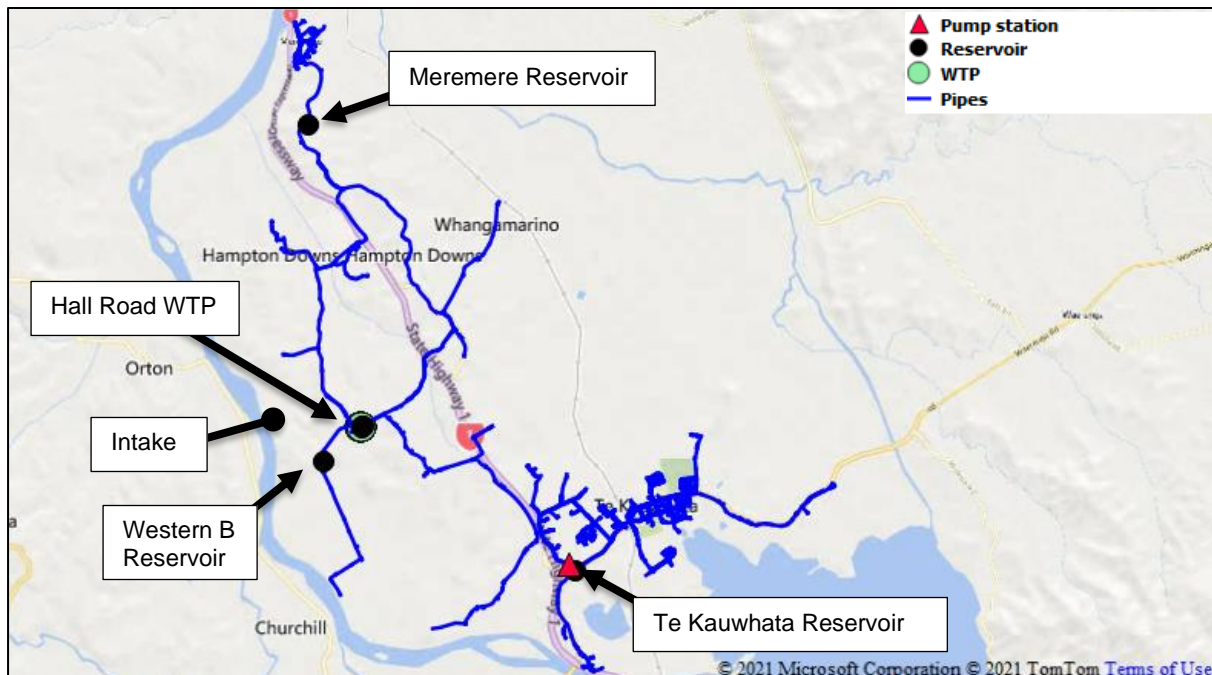 Pump station
Reservoir
WTP
Pipes
Meremere Reservoir
Whangamarino
Hampton Downs Hampton Downs
Hall Road WTP
State Highway 1
Orton
Intake
Western B
Reservoir
Churchill
Te Kauwhata Reservoir
© 2021 Microsoft Corporation © 2021 TomTom Terms of Use